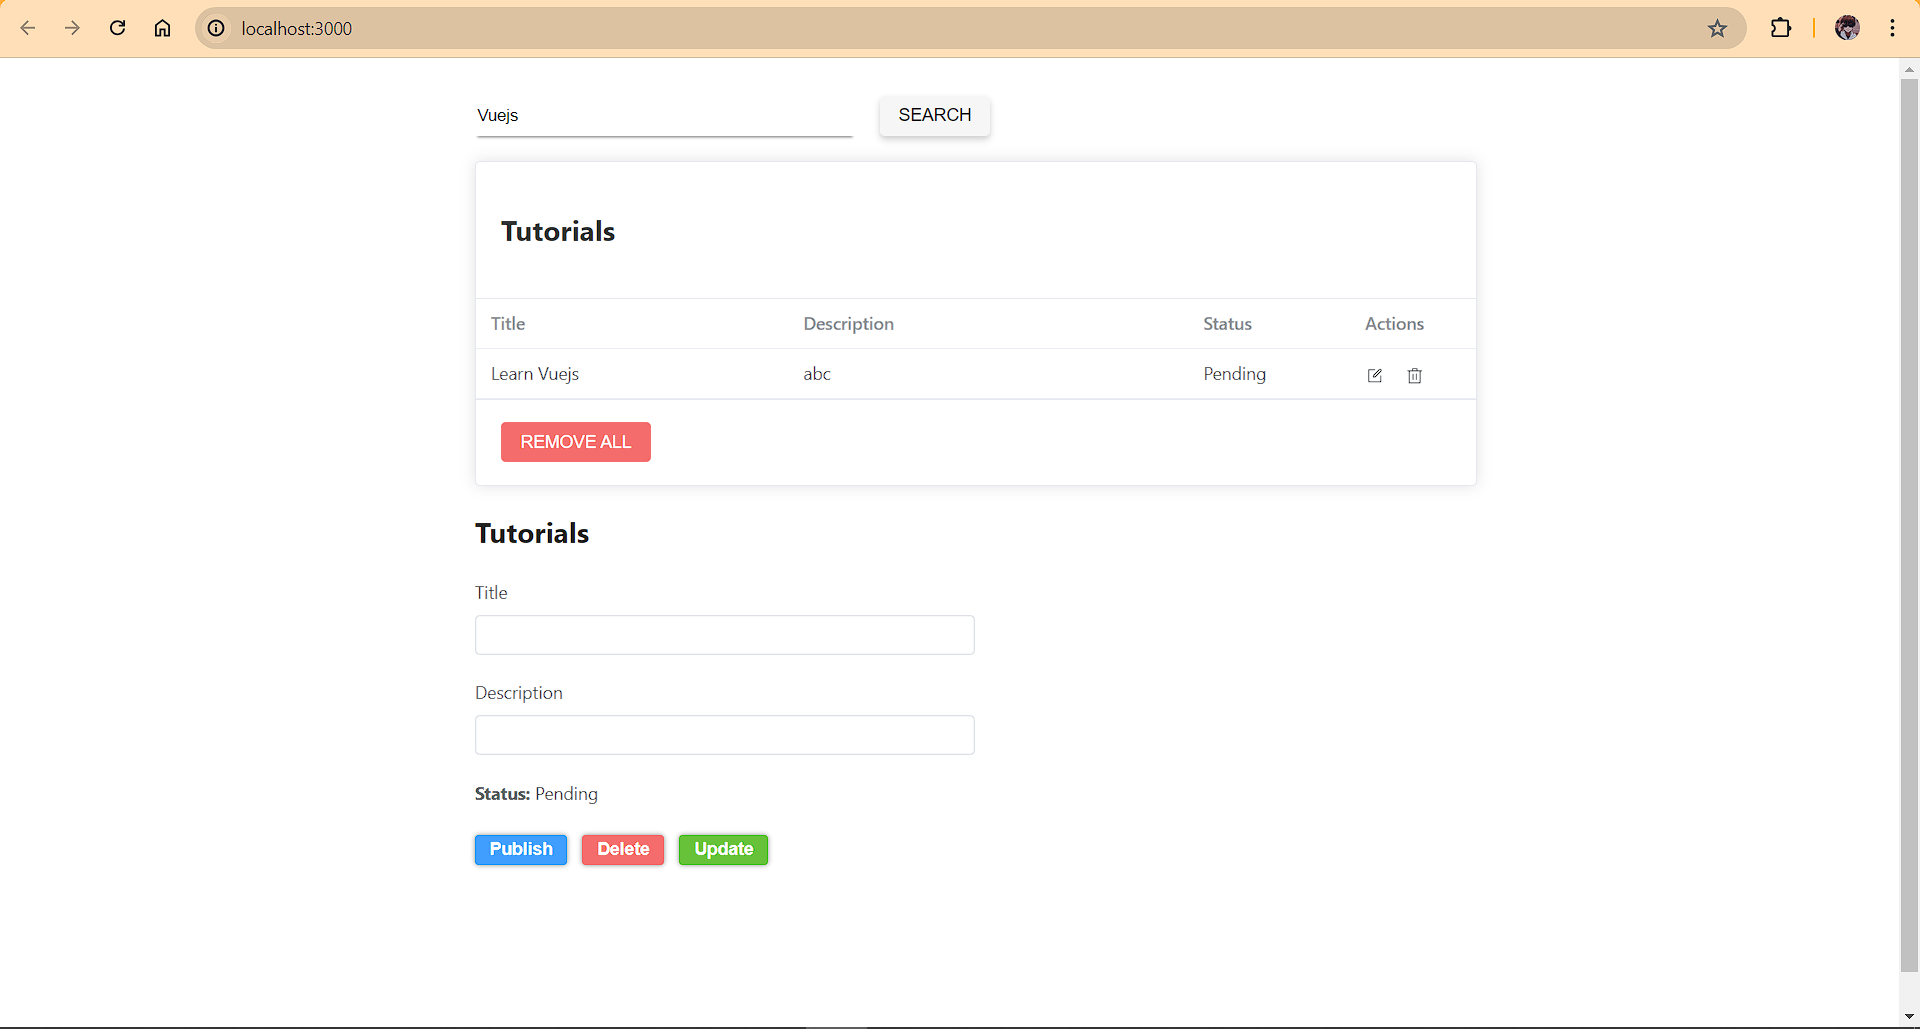 localhost:3000
Vuejs SEARCH
Tutorials
Title Description Status Actions
Learn Vuejs abc Pending
REMOVE ALL
Tutorials
Title
Description
Status: Pending
Publish Delete Update